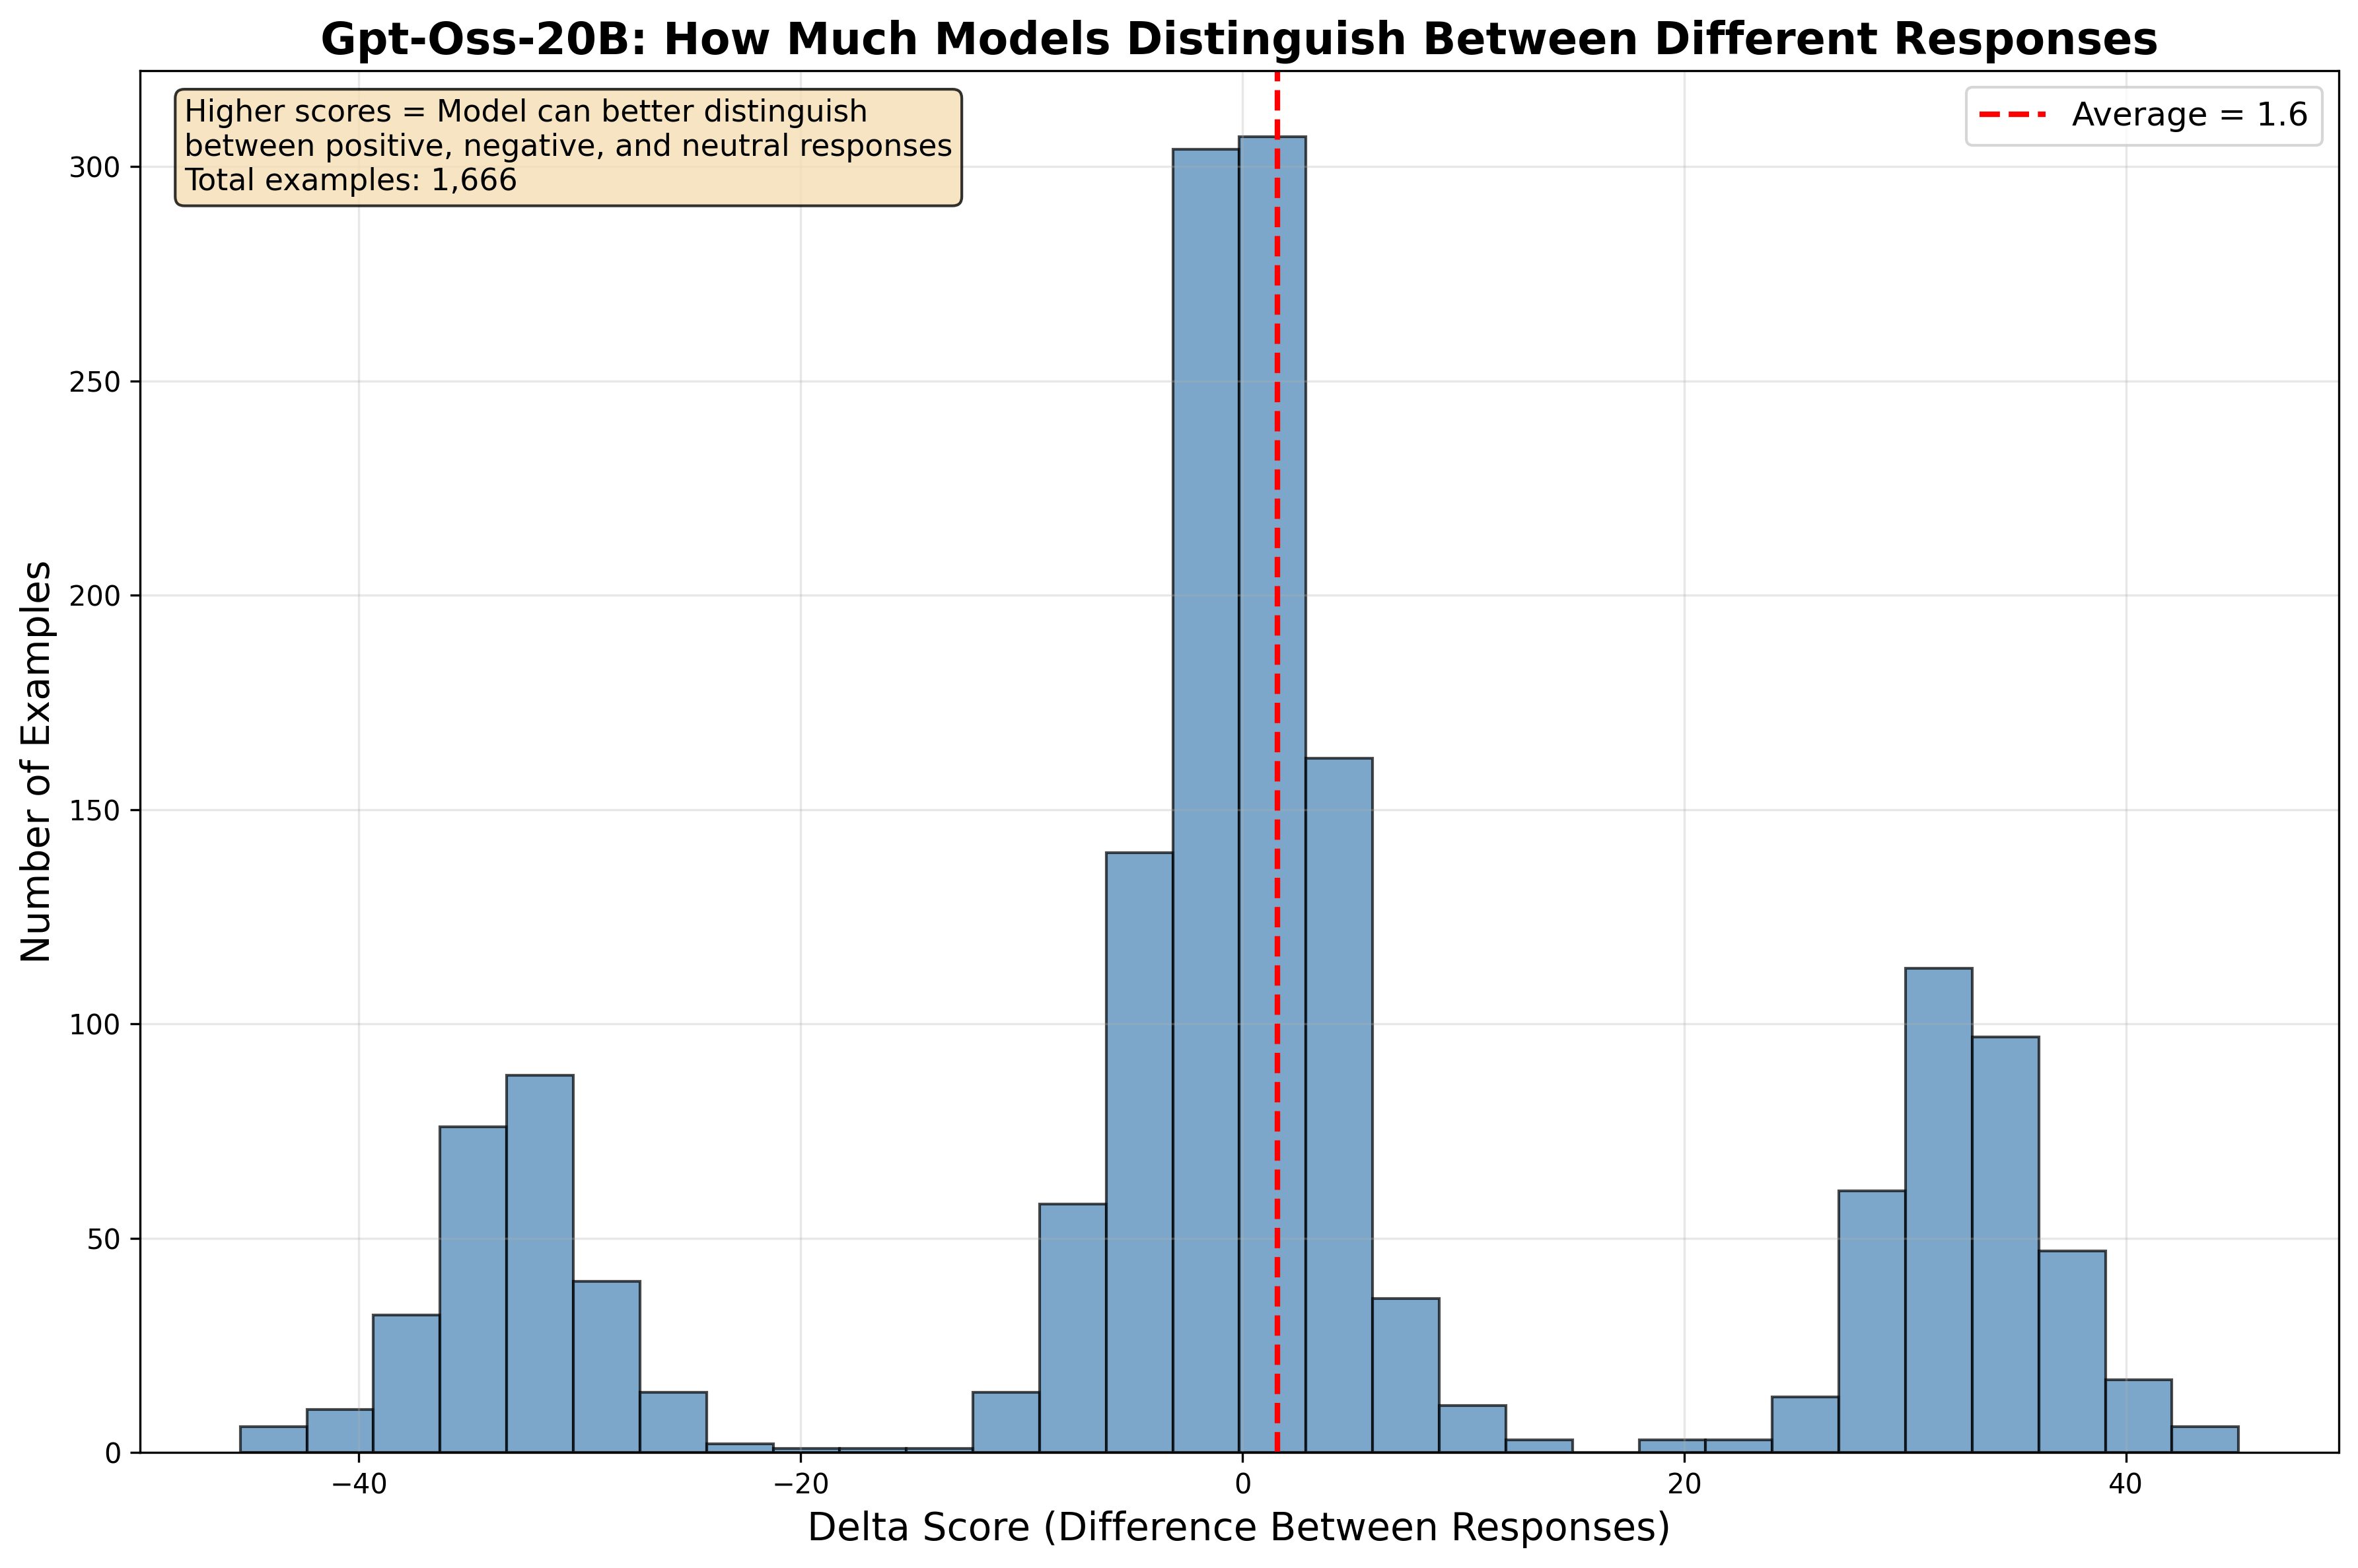 Gpt-Oss-20B: How Much Models Distinguish Between Different Responses
Higher scores = Model can better distinguish
between positive, negative, and neutral responses
Total examples: 1,666
Average = 1.6
Number of Examples
300
250
200
150
100
50
0
−40
−20
0
20
40
Delta Score (Difference Between Responses)